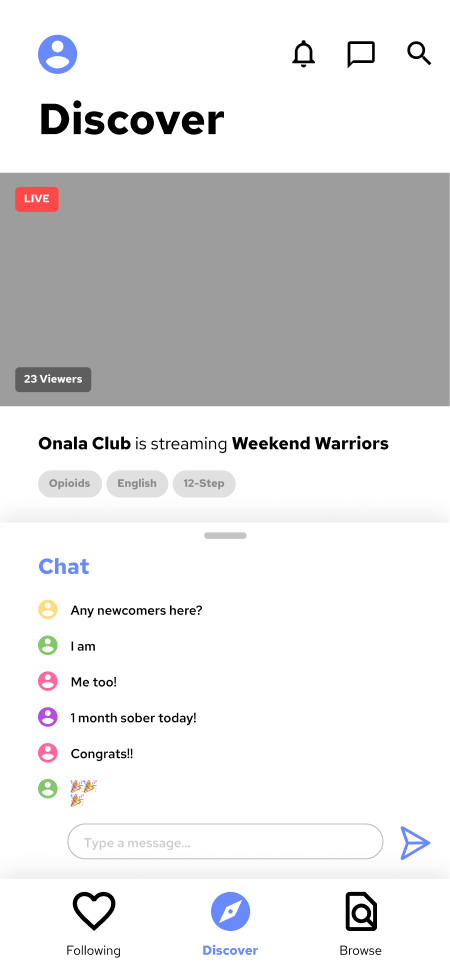 Discover
LIVE
23 Viewers
Onala Club is streaming Weekend Warriors
Opioids English 12-Step
Chat
Any newcomers here?
I am
Me too!
1 month sober today!
Congrats!!
🎉🎉
🎉
Type a message...
Following Discover Browse